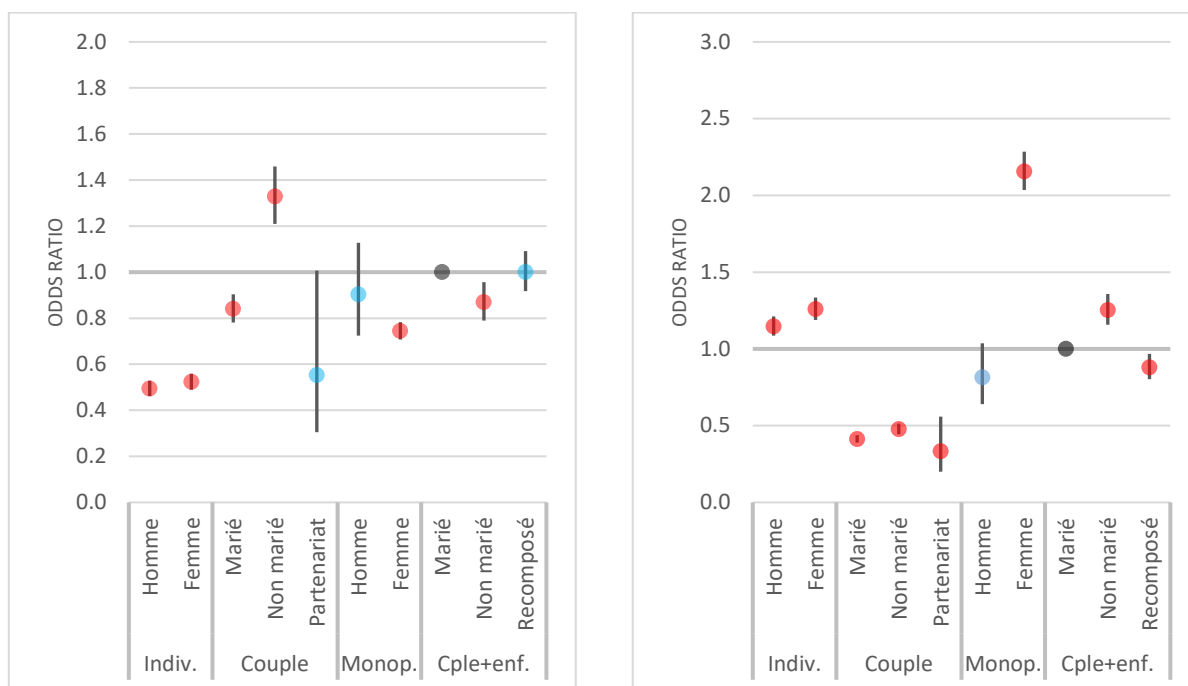 2.0
1.8
1.6
1.4
1.2
1.0
0.8
0.6
0.4
0.2
0.0
ODDS RATIO
Homme
Femme
Marié
Non marié
Partenariat
Homme
Femme
Marié
Non marié
Recomposé
Indiv.
Couple
Monop.
Cple+enf.
3.0
2.5
2.0
1.5
1.0
0.5
0.0
ODDS RATIO
Homme
Femme
Marié
Non marié
Partenariat
Homme
Femme
Marié
Non marié
Recomposé
Indiv.
Couple
Monop.
Cple+enf.